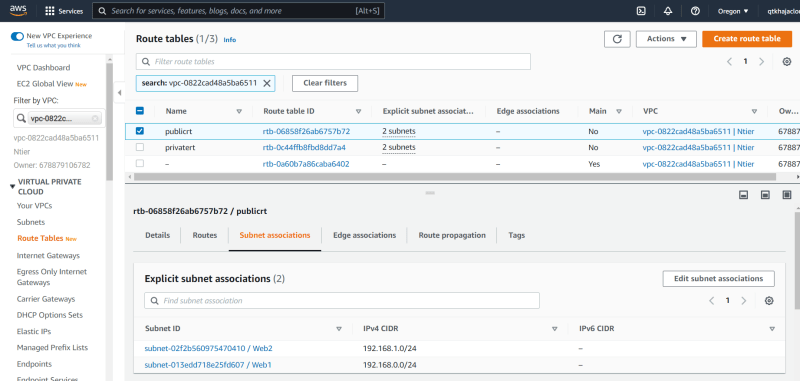 aws
Services
Search for services, features, blogs, docs, and more
[Alt+S]
Oregon ▼
qtkhajaclou
New VPC Experience
Tell us what you think
VPC Dashboard
EC2 Global View New
Filter by VPC:
vpc-0822c...
vpc-0822cad48a5ba6511
Ntier
Owner: 678879106782
VIRTUAL PRIVATE
CLOUD
Your VPCs
Subnets
Route Tables New
Internet Gateways
Egress Only Internet
Gateways
Carrier Gateways
DHCP Option Sets
Elastic IPs
Managed Prefix Lists
Endpoints
Endpoint Services
Route tables (1/3) Info
Actions ▼
Create route table
Filter route tables
search: vpc-0822cad48a5ba6511 ×
Clear filters
< 1 >
Name Route table ID Explicit subnet associat... Edge associations Main VPC Ow...
publicrt rtb-06858f26ab6757b72 2 subnets – No vpc-0822cad48a5ba6511 | Ntier 67887
privatert rtb-0c44ffb8fbd8dd7a4 2 subnets – No vpc-0822cad48a5ba6511 | Ntier 67887
– rtb-0a60b7a86caba6402 – – Yes vpc-0822cad48a5ba6511 | Ntier 67887
rtb-06858f26ab6757b72 / publicrt
Details Routes Subnet associations Edge associations Route propagation Tags
Explicit subnet associations (2)
Edit subnet associations
Find subnet association
< 1 >
Subnet ID IPv4 CIDR IPv6 CIDR
subnet-02f2b560975470410 / Web2 192.168.1.0/24 –
subnet-013edd718e25fd607 / Web1 192.168.0.0/24 –